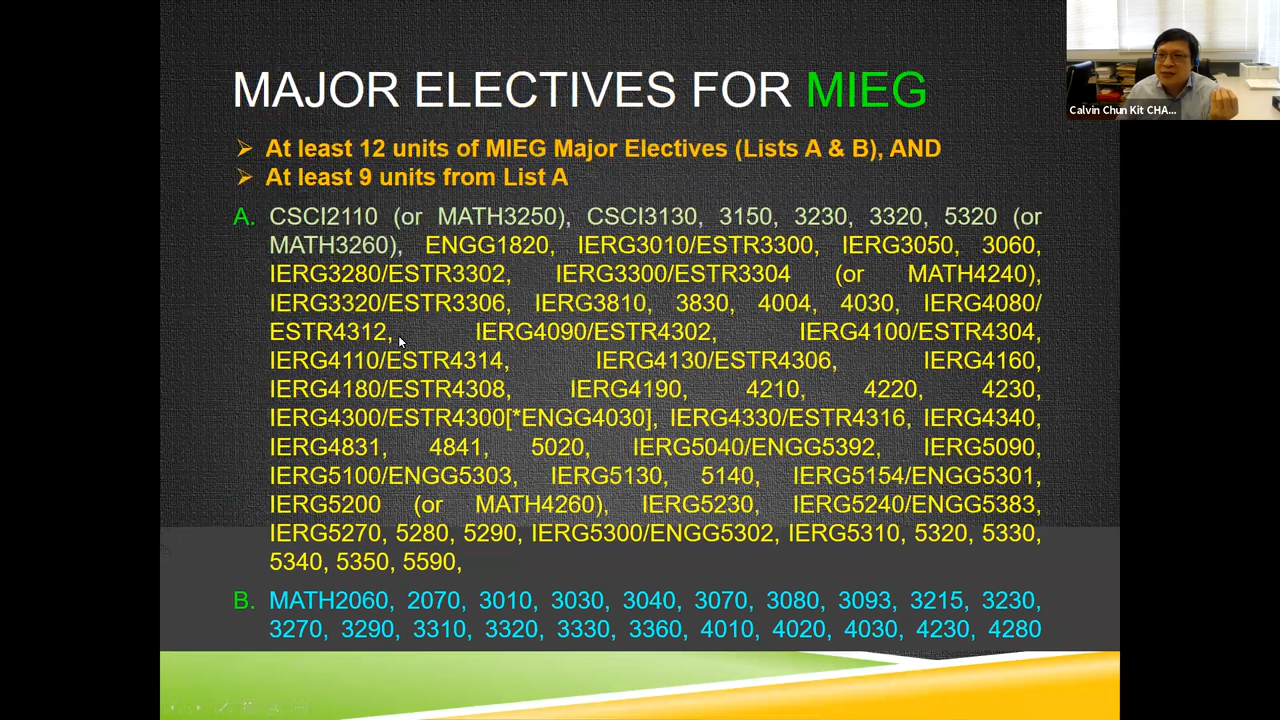 MAJOR ELECTIVES FOR MIEG
Calvin Chun Kit CHA...
➢ At least 12 units of MIEG Major Electives (Lists A & B), AND
➢ At least 9 units from List A
A. CSCI2110 (or MATH3250), CSCI3130, 3150, 3230, 3320, 5320 (or
MATH3260), ENGG1820, IERG3010/ESTR3300, IERG3050, 3060,
IERG3280/ESTR3302, IERG3300/ESTR3304 (or MATH4240),
IERG3320/ESTR3306, IERG3810, 3830, 4004, 4030, IERG4080/
ESTR4312, IERG4090/ESTR4302, IERG4100/ESTR4304,
IERG4110/ESTR4314, IERG4130/ESTR4306, IERG4160,
IERG4180/ESTR4308, IERG4190, 4210, 4220, 4230,
IERG4300/ESTR4300[*ENGG4030], IERG4330/ESTR4316, IERG4340,
IERG4831, 4841, 5020, IERG5040/ENGG5392, IERG5090,
IERG5100/ENGG5303, IERG5130, 5140, IERG5154/ENGG5301,
IERG5200 (or MATH4260), IERG5230, IERG5240/ENGG5383,
IERG5270, 5280, 5290, IERG5300/ENGG5302, IERG5310, 5320, 5330,
5340, 5350, 5590,
B. MATH2060, 2070, 3010, 3030, 3040, 3070, 3080, 3093, 3215, 3230,
3270, 3290, 3310, 3320, 3330, 3360, 4010, 4020, 4030, 4230, 4280